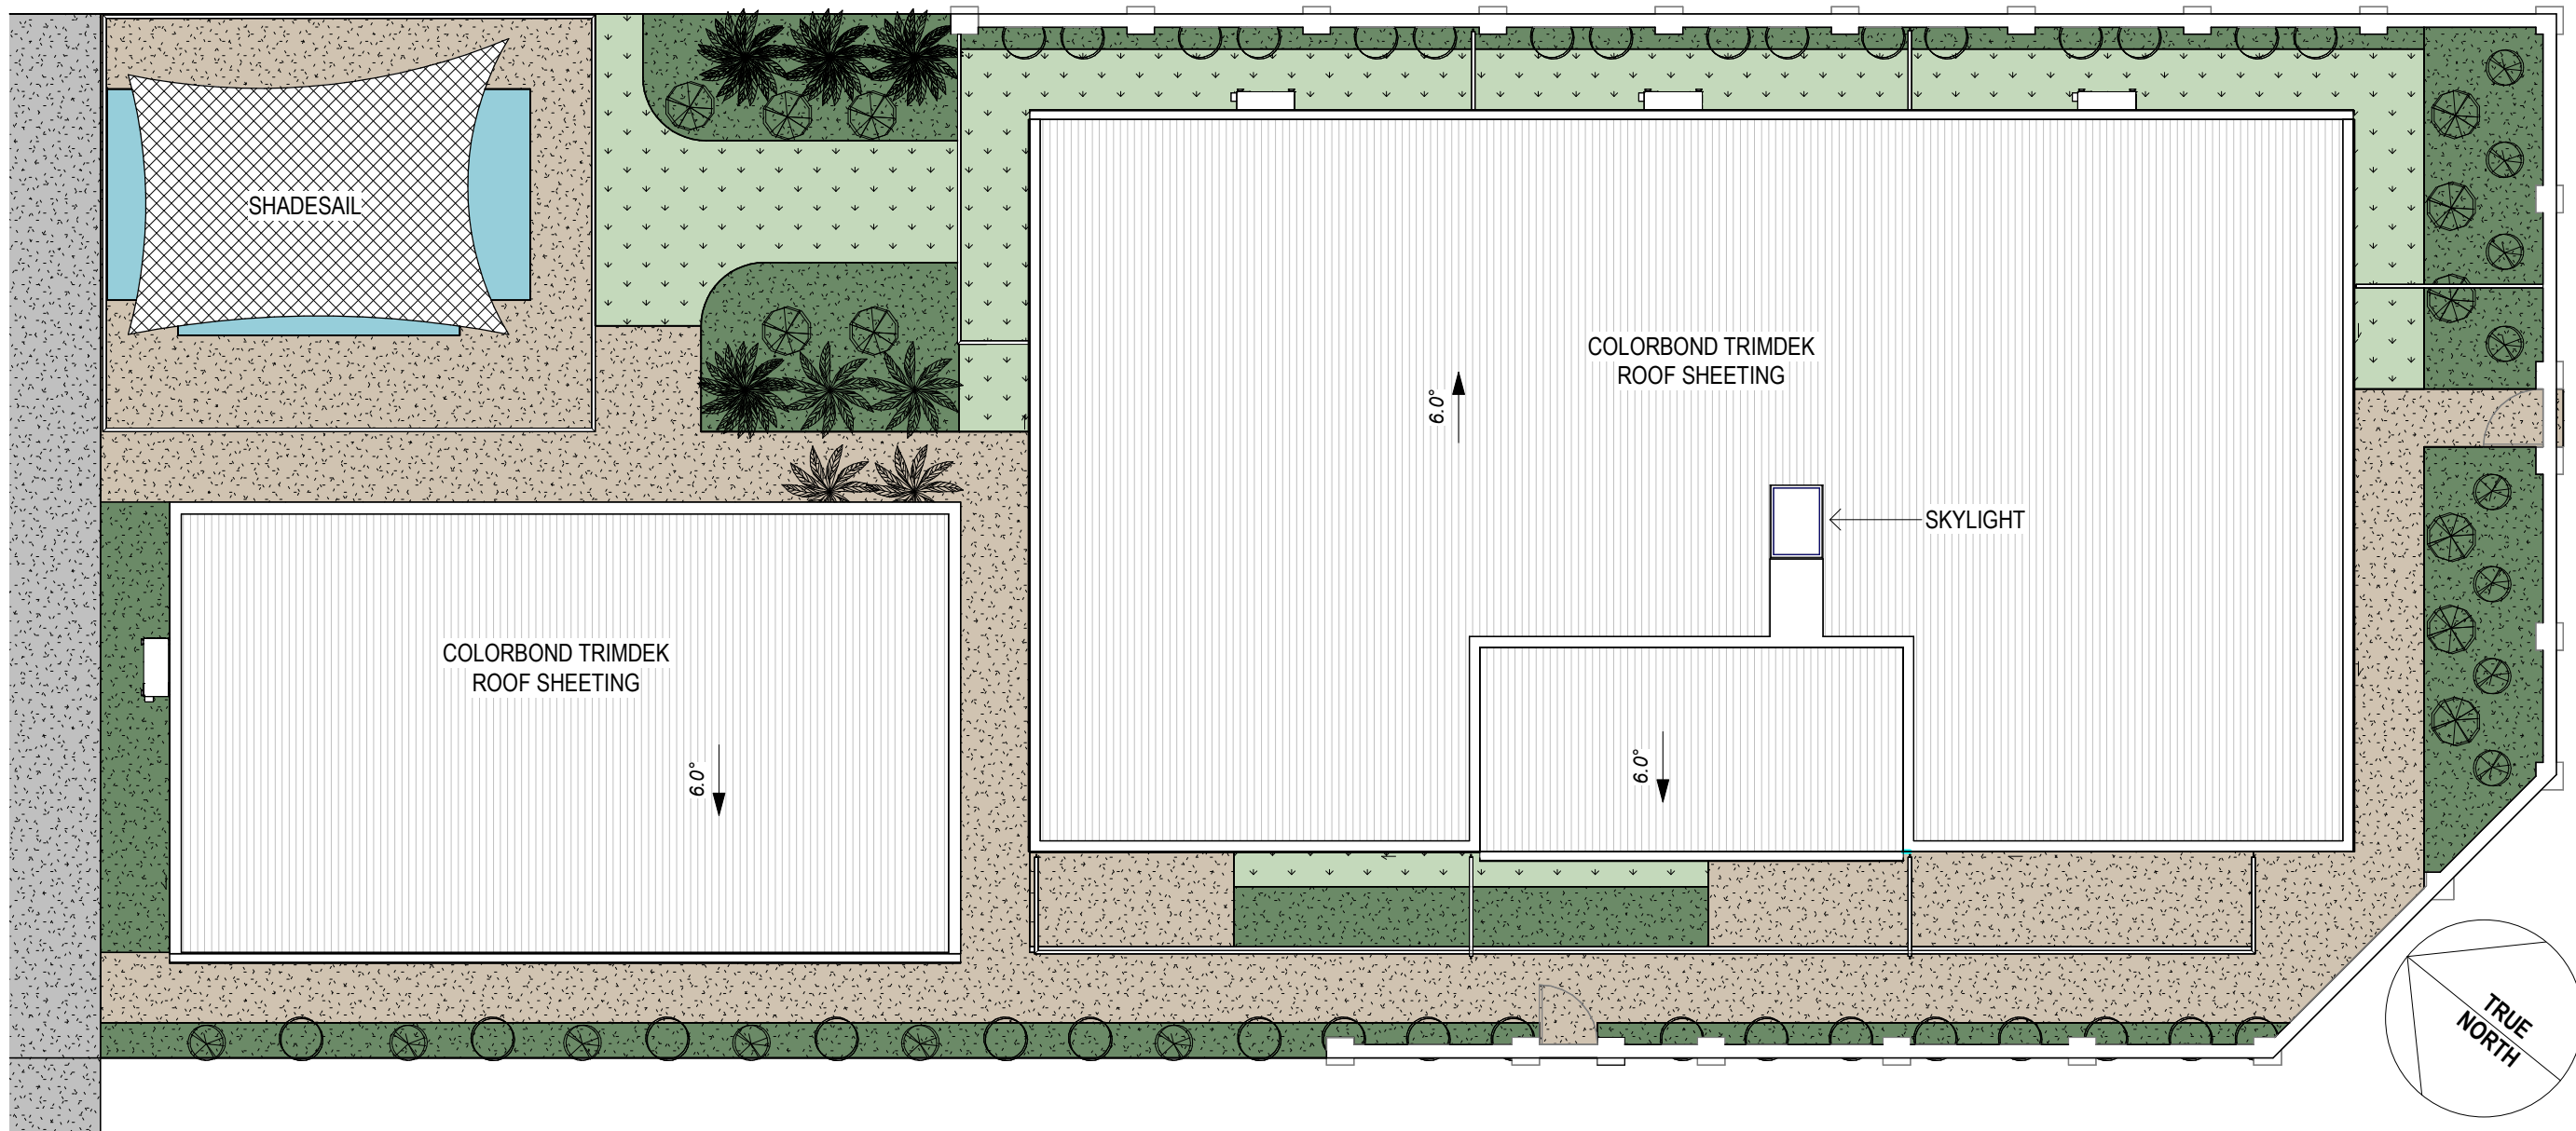 SHADESAIL
COLORBOND TRIMDEK
ROOF SHEETING
6.0°
SKYLIGHT
COLORBOND TRIMDEK
ROOF SHEETING
6.0°
6.0°
TRUE
NORTH